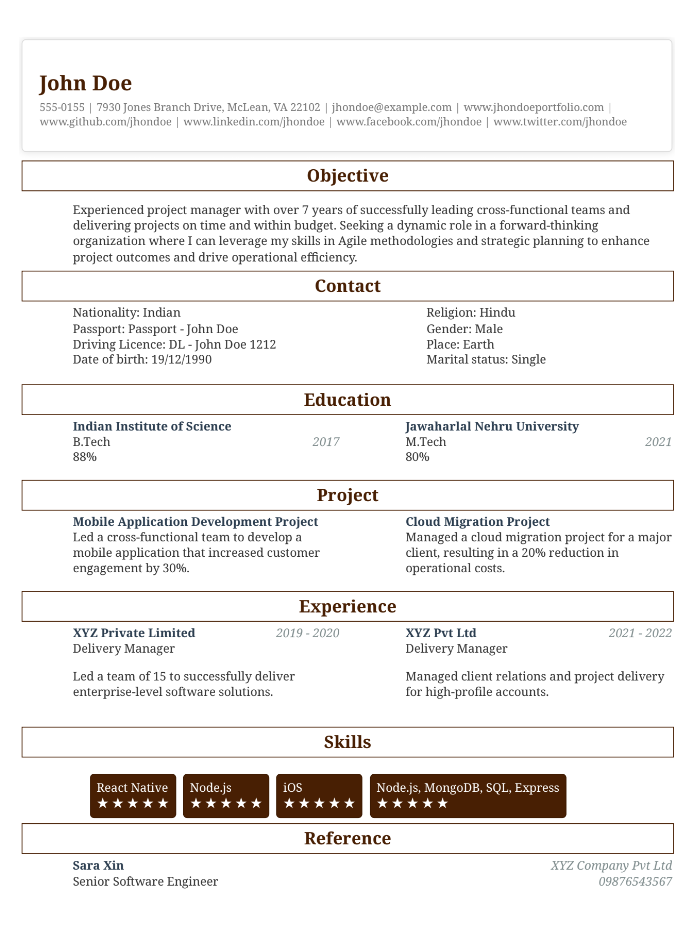 John Doe
555-0155 | 7930 Jones Branch Drive, McLean, VA 22102 | jhondoe@example.com | www.jhondoeportfolio.com |
www.github.com/jhondoe | www.linkedin.com/jhondoe | www.facebook.com/jhondoe | www.twitter.com/jhondoe
Objective
Experienced project manager with over 7 years of successfully leading cross-functional teams and
delivering projects on time and within budget. Seeking a dynamic role in a forward-thinking
organization where I can leverage my skills in Agile methodologies and strategic planning to enhance
project outcomes and drive operational efficiency.
Contact
Nationality: Indian
Passport: Passport - John Doe
Driving Licence: DL - John Doe 1212
Date of birth: 19/12/1990
Religion: Hindu
Gender: Male
Place: Earth
Marital status: Single
Education
Indian Institute of Science
B.Tech 2017
88%
Jawaharlal Nehru University
M.Tech 2021
80%
Project
Mobile Application Development Project
Led a cross-functional team to develop a
mobile application that increased customer
engagement by 30%.
Cloud Migration Project
Managed a cloud migration project for a major
client, resulting in a 20% reduction in
operational costs.
Experience
XYZ Private Limited 2019 - 2020
Delivery Manager
Led a team of 15 to successfully deliver
enterprise-level software solutions.
XYZ Pvt Ltd 2021 - 2022
Delivery Manager
Managed client relations and project delivery
for high-profile accounts.
Skills
React Native
★★★★★
Node.js
★★★★★
iOS
★★★★★
Node.js, MongoDB, SQL, Express
★★★★★
Reference
Sara Xin XYZ Company Pvt Ltd
Senior Software Engineer 09876543567